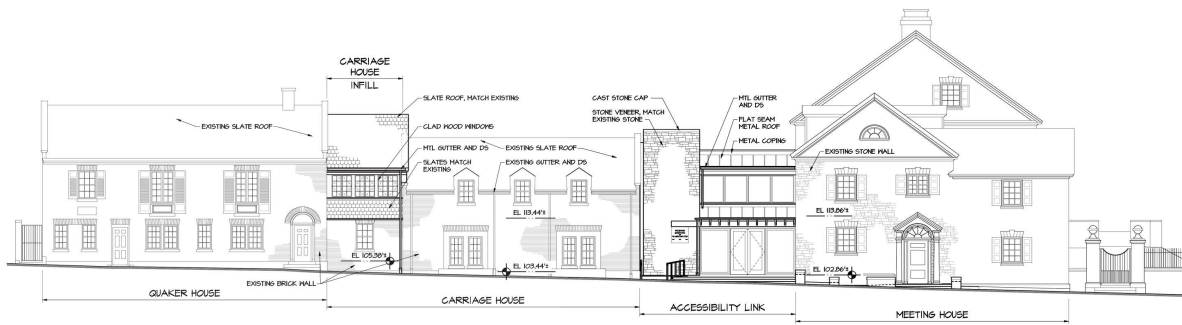 CARRIAGE
HOUSE
INFILL
SLATE ROOF, MATCH EXISTING
EXISTING SLATE ROOF
CLAD WOOD WINDOWS
MTL GUTTER AND DS
SLATES MATCH
EXISTING
EXISTING SLATE ROOF
EXISTING GUTTER AND DS
CAST STONE CAP
STONE VENEER, MATCH
EXISTING STONE
MTL GUTTER
AND DS
FLAT SEAM
METAL ROOF
METAL COPING
EXISTING STONE WALL
EL 113.44'±
EL 113.86'±
EL 105.38'±
EL 103.44'±
EL 102.86'±
EXISTING BRICK WALL
QUAKER HOUSE
CARRIAGE HOUSE
ACCESSIBILITY LINK
MEETING HOUSE